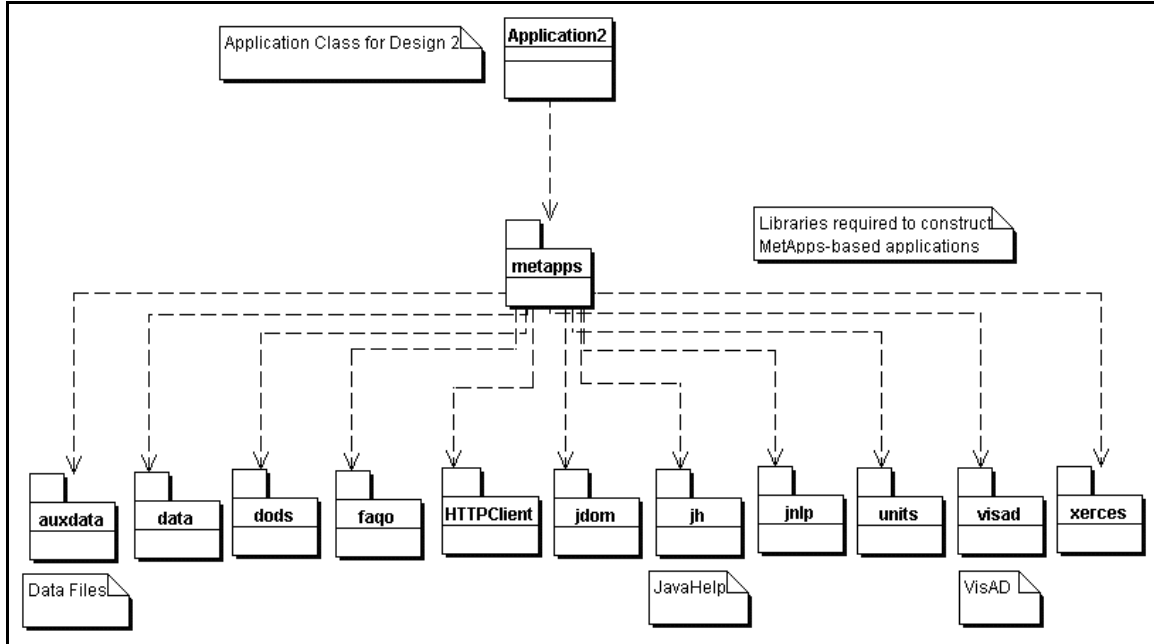 Application Class for Design 2
Application2
Libraries required to construct
MetApps-based applications
metapps
auxdata
data
dods
faqo
HTTPClient
jdom
jh
jnlp
units
visad
xerces
Data Files
JavaHelp
VisAD